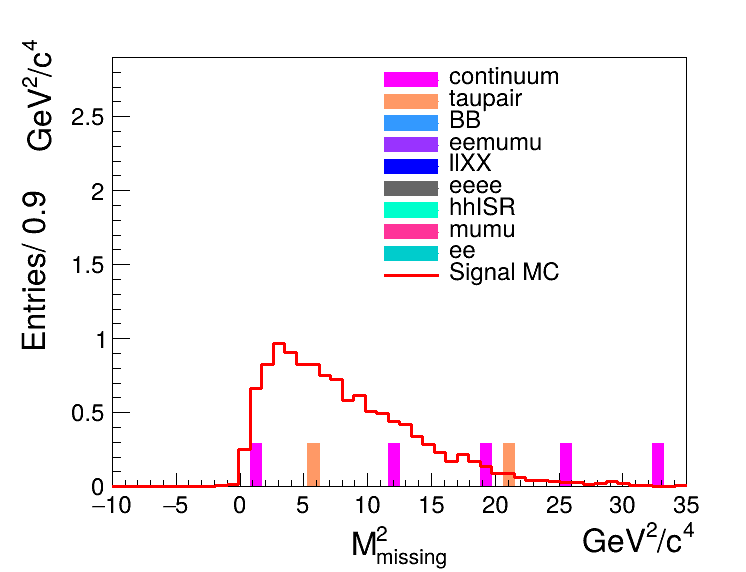 Entries/ 0.9 GeV²/c⁴
2.5
2
1.5
1
0.5
0
continuum
taupair
BB
eemumu
llXX
eeee
hhISR
mumu
ee
Signal MC
−10 −5 0 5 10 15 20 25 30 35
M²missing GeV²/c⁴